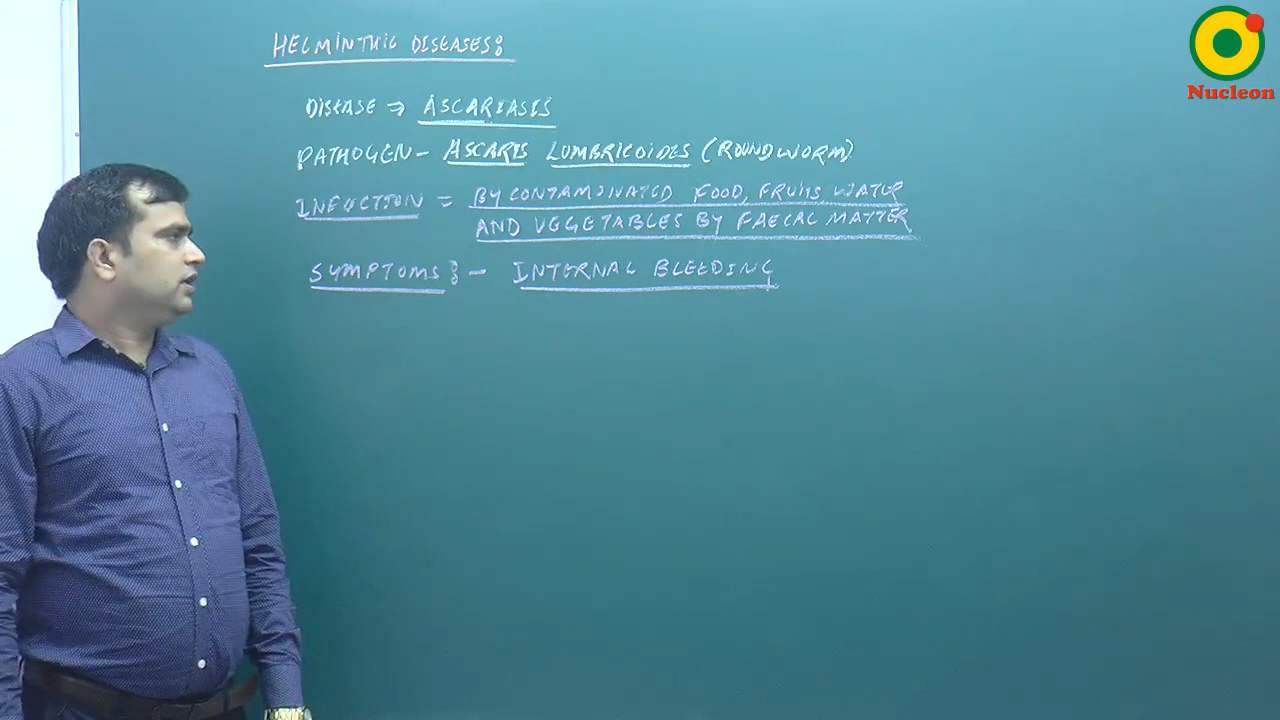 HELMINTHIC DISEASES:
DISEASE ⇒ ASCARIASES
PATHOGEN - ASCARIS LUMBRICOIDES (ROUNDWORM)
INFECTION = BY CONTAMINATED FOOD, FRUITS, WATER
AND VEGETABLES BY FAECAL MATTER
SYMPTOMS :- INTERNAL BLEEDING
Nucleon